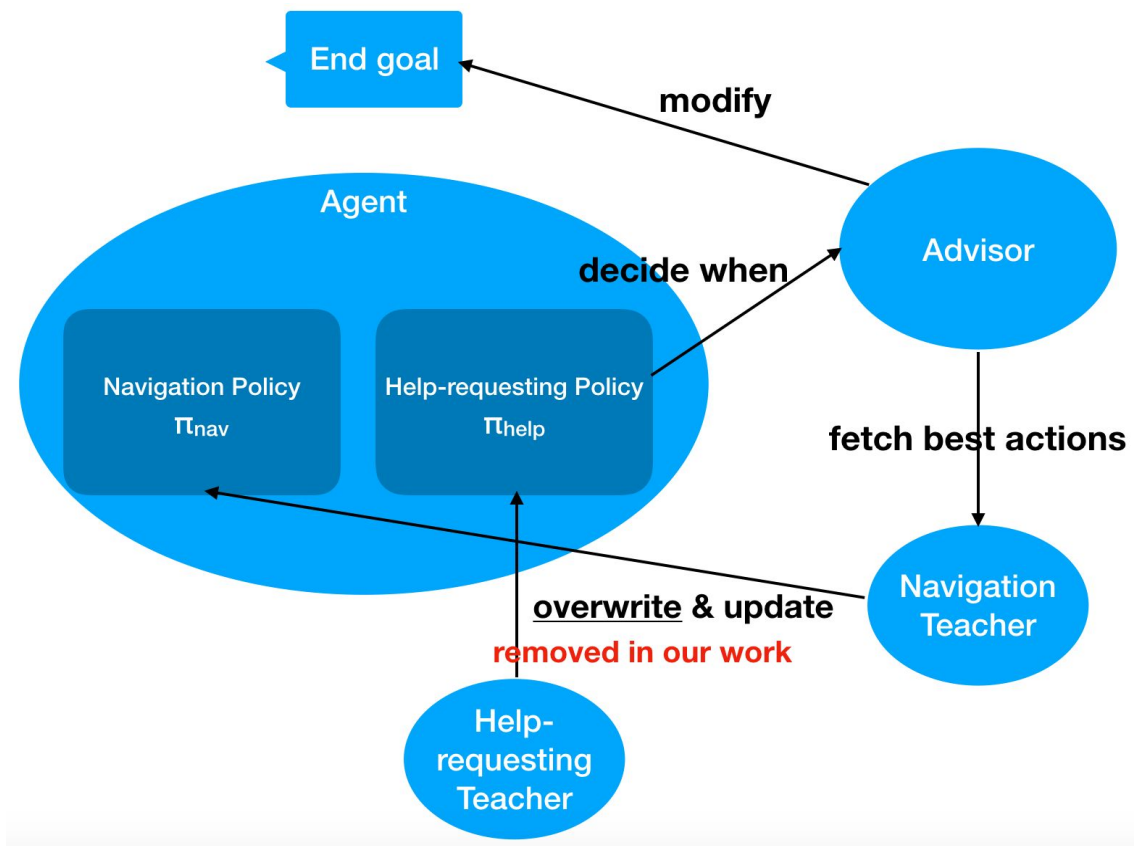 End goal
modify
Agent
Advisor
decide when
Navigation Policy
πnav
Help-requesting Policy
πhelp
fetch best actions
Navigation
Teacher
overwrite & update
removed in our work
Help-
requesting
Teacher